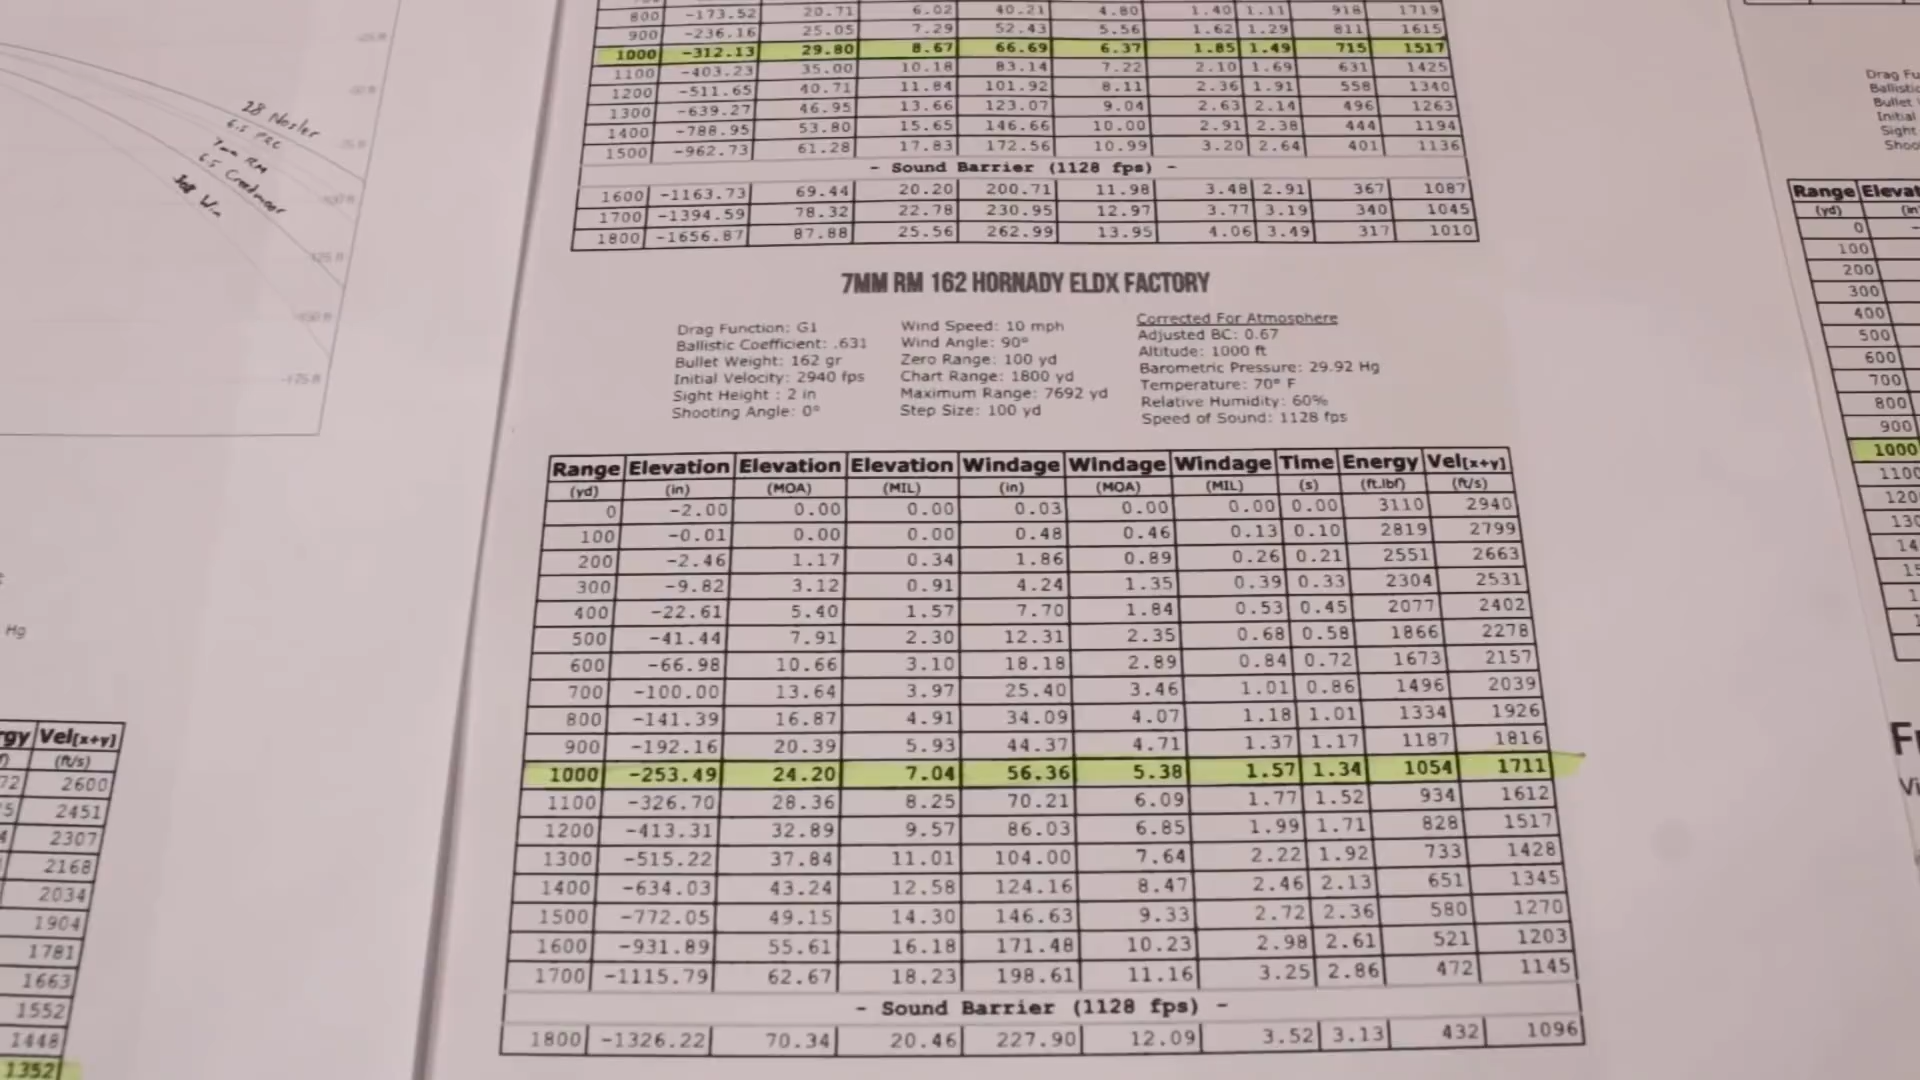 28 Nosler
6.5 PRC
7mm RM
6.5 Creedmoor
308 Win
-175 ft
Hg
Vel[x+y]
(ft/s)
2600
2451
2307
2168
2034
1904
1781
1663
1552
1448
1352
800 -173.52 20.71 6.02 40.21 4.80 1.40 1.11 918 1719
900 -236.16 25.05 7.29 52.43 5.56 1.62 1.29 811 1615
1000 -312.13 29.80 8.67 66.69 6.37 1.85 1.49 715 1517
1100 -403.23 35.00 10.18 83.14 7.22 2.10 1.69 631 1425
1200 -511.65 40.71 11.84 101.92 8.11 2.36 1.91 558 1340
1300 -639.27 46.95 13.66 123.07 9.04 2.63 2.14 496 1263
1400 -788.95 53.80 15.65 146.66 10.00 2.91 2.38 444 1194
1500 -962.73 61.28 17.83 172.56 10.99 3.20 2.64 401 1136
- Sound Barrier (1128 fps) -
1600 -1163.73 69.44 20.20 200.71 11.98 3.48 2.91 367 1087
1700 -1394.59 78.32 22.78 230.95 12.97 3.77 3.19 340 1045
1800 -1656.87 87.88 25.56 262.99 13.95 4.06 3.49 317 1010
7MM RM 162 HORNADY ELDX FACTORY
Drag Function: G1
Ballistic Coefficient: .631
Bullet Weight: 162 gr
Initial Velocity: 2940 fps
Sight Height : 2 in
Shooting Angle: 0°
Wind Speed: 10 mph
Wind Angle: 90°
Zero Range: 100 yd
Chart Range: 1800 yd
Maximum Range: 7692 yd
Step Size: 100 yd
Corrected For Atmosphere
Adjusted BC: 0.67
Altitude: 1000 ft
Barometric Pressure: 29.92 Hg
Temperature: 70° F
Relative Humidity: 60%
Speed of Sound: 1128 fps
Range Elevation Elevation Elevation Windage Windage Windage Time Energy Vel[x+y]
(yd) (in) (MOA) (MIL) (in) (MOA) (MIL) (s) (ft.lbf) (ft/s)
0 -2.00 0.00 0.00 0.03 0.00 0.00 0.00 3110 2940
100 -0.01 0.00 0.00 0.48 0.46 0.13 0.10 2819 2799
200 -2.46 1.17 0.34 1.86 0.89 0.26 0.21 2551 2663
300 -9.82 3.12 0.91 4.24 1.35 0.39 0.33 2304 2531
400 -22.61 5.40 1.57 7.70 1.84 0.53 0.45 2077 2402
500 -41.44 7.91 2.30 12.31 2.35 0.68 0.58 1866 2278
600 -66.98 10.66 3.10 18.18 2.89 0.84 0.72 1673 2157
700 -100.00 13.64 3.97 25.40 3.46 1.01 0.86 1496 2039
800 -141.39 16.87 4.91 34.09 4.07 1.18 1.01 1334 1926
900 -192.16 20.39 5.93 44.37 4.71 1.37 1.17 1187 1816
1000 -253.49 24.20 7.04 56.36 5.38 1.57 1.34 1054 1711
1100 -326.70 28.36 8.25 70.21 6.09 1.77 1.52 934 1612
1200 -413.31 32.89 9.57 86.03 6.85 1.99 1.71 828 1517
1300 -515.22 37.84 11.01 104.00 7.64 2.22 1.92 733 1428
1400 -634.03 43.24 12.58 124.16 8.47 2.46 2.13 651 1345
1500 -772.05 49.15 14.30 146.63 9.33 2.72 2.36 580 1270
1600 -931.89 55.61 16.18 171.48 10.23 2.98 2.61 521 1203
1700 -1115.79 62.67 18.23 198.61 11.16 3.25 2.86 472 1145
- Sound Barrier (1128 fps) -
1800 -1326.22 70.34 20.46 227.90 12.09 3.52 3.13 432 1096
Drag
Bullet
Initial
Sight
Range
(yd) (in
0
100
200
300
400
500
600
700
800
900
1000